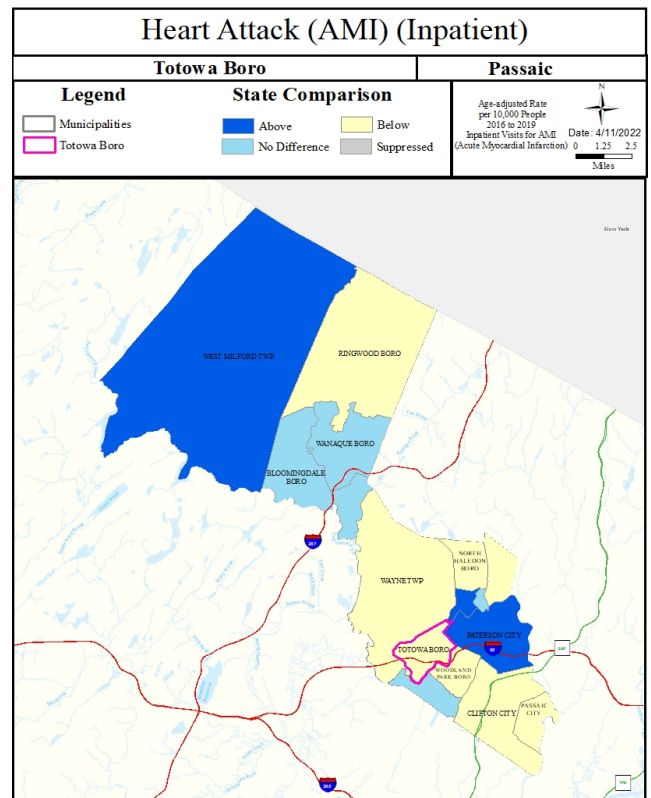 Heart Attack (AMI) (Inpatient)
Totowa Boro
Passaic
Legend
Municipalities
Totowa Boro
State Comparison
Above
Below
No Difference
Suppressed
Age-adjusted Rate
per 10,000 People
2016 to 2019
Inpatient Visits for AMI
(Acute Myocardial Infarction)
N
Date: 4/11/2022
0 1.25 2.5
Miles
New York
WEST MILFORD TWP
RINGWOOD BORO
WANAQUE BORO
BLOOMINGDALE
BORO
287
NORTH
HALEDON
BORO
WAYNE TWP
PATERSON CITY
80
GSP
TOTOWA BORO
WOODLAND
PARK BORO
CLIFTON CITY
PASSAIC
CITY
280